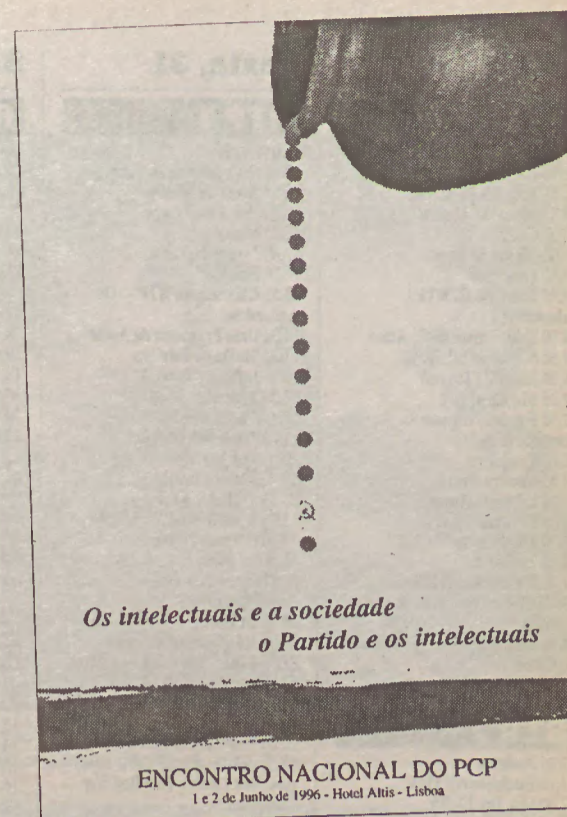 Os intelectuais e a sociedade
o Partido e os intelectuais
ENCONTRO NACIONAL DO PCP
1 e 2 de Junho de 1996 - Hotel Altis - Lisboa